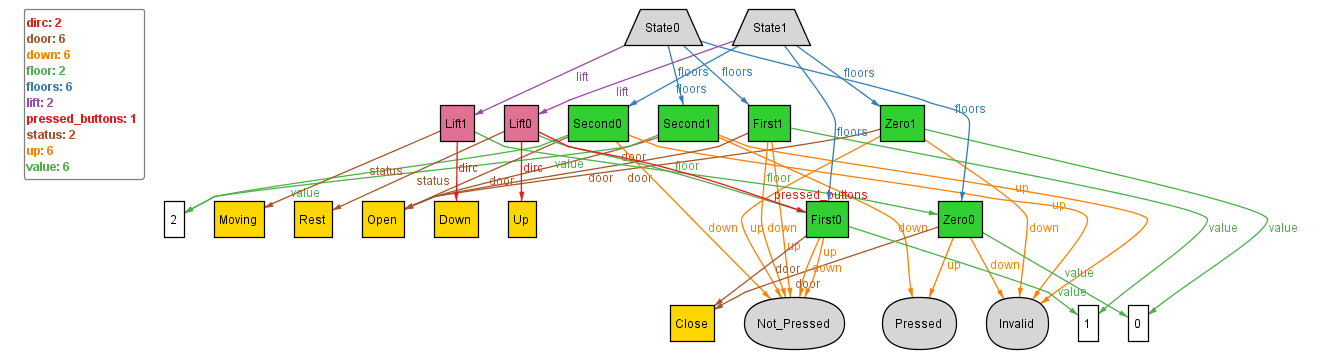 dirc: 2
door: 6
down: 6
floor: 2
floors: 6
lift: 2
pressed_buttons: 1
status: 2
up: 6
value: 6
State0 State1
lift floors floors floors
lift floors floors
floors
Lift1 Lift0 Second0 Second1 First1 Zero1
floors
door
status dirc dirc value floor
status door door door floor
value pressed_buttons up
up
2 Moving Rest Open Down Up First0 Zero0
down up down down down value value
up up
door down up down value
door value
Close Not_Pressed Pressed Invalid 1 0